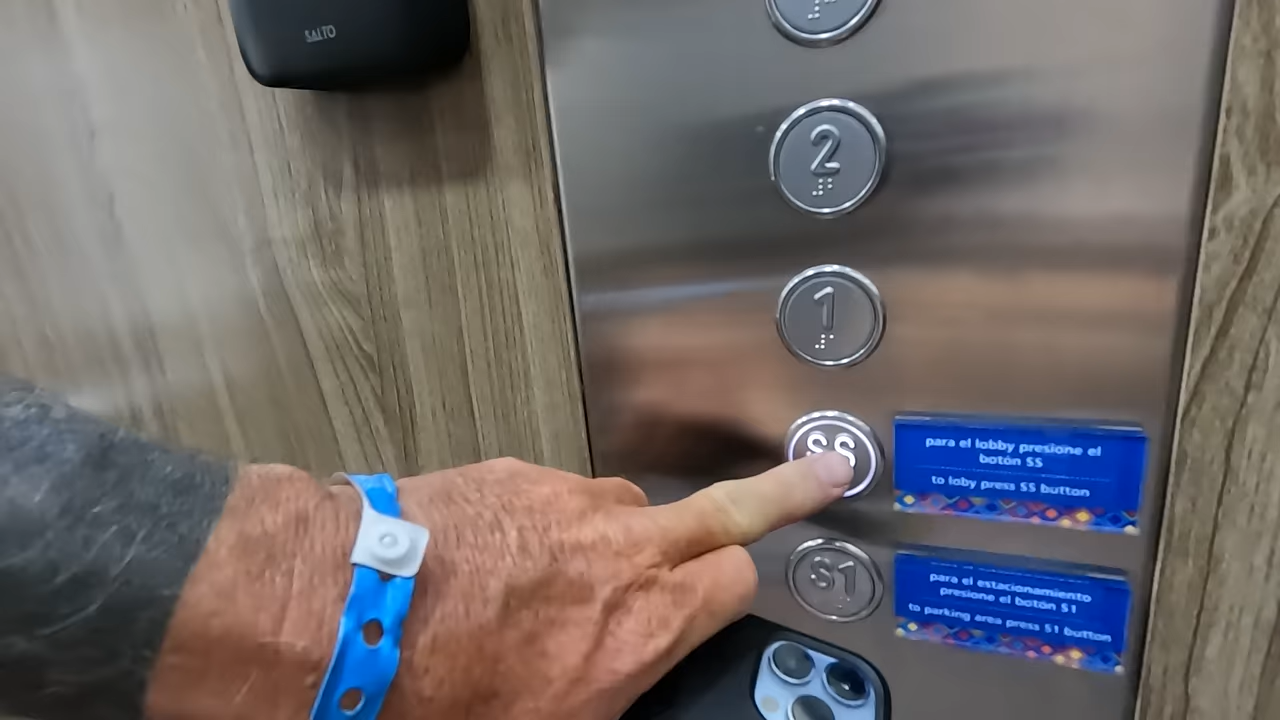 SALTO
2
1
SS
para el lobby presione el
botón SS
to loby press SS button
S1
para el estacionamiento
presione el botón S1
to parking area press S1 button